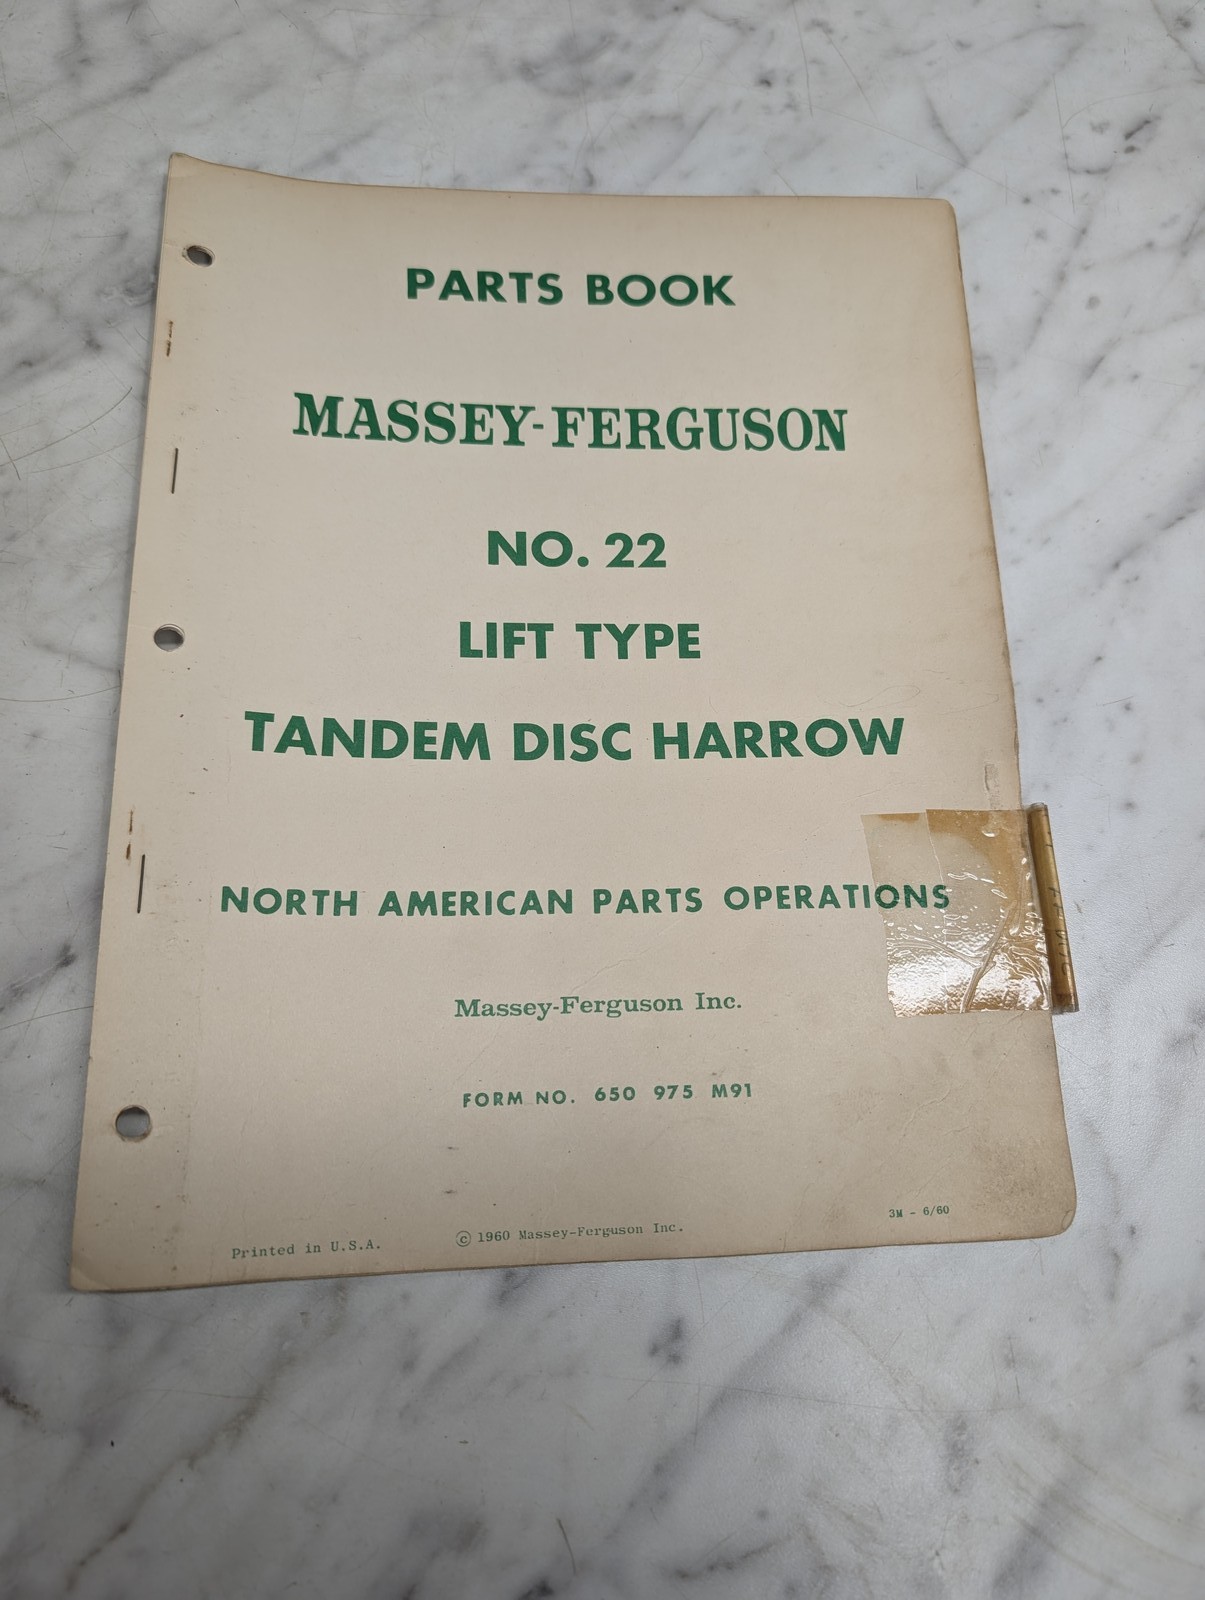 PARTS BOOK
MASSEY-FERGUSON
NO. 22
LIFT TYPE
TANDEM DISC HARROW
NORTH AMERICAN PARTS OPERATIONS
Massey-Ferguson Inc.
FORM NO. 650 975 M91
3M - 6/60
Printed in U.S.A.
© 1960 Massey-Ferguson Inc.